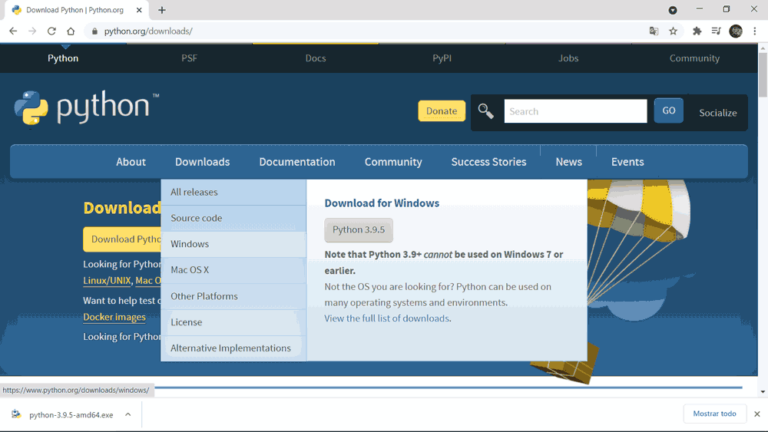 Download Python | Python.org
python.org/downloads/
Python PSF Docs PyPI Jobs Community
python™
Donate Search GO Socialize
About Downloads Documentation Community Success Stories News Events
All releases
Source code
Windows
Mac OS X
Other Platforms
License
Alternative Implementations
Download for Windows
Python 3.9.5
Note that Python 3.9+ cannot be used on Windows 7 or
earlier.
Not the OS you are looking for? Python can be used on
many operating systems and environments.
View the full list of downloads.
Download
Download Pytho
Looking for Python
Linux/UNIX, Mac O
Want to help test d
Docker images
Looking for Pytho
https://www.python.org/downloads/windows/
python-3.9.5-amd64.exe
Mostrar todo